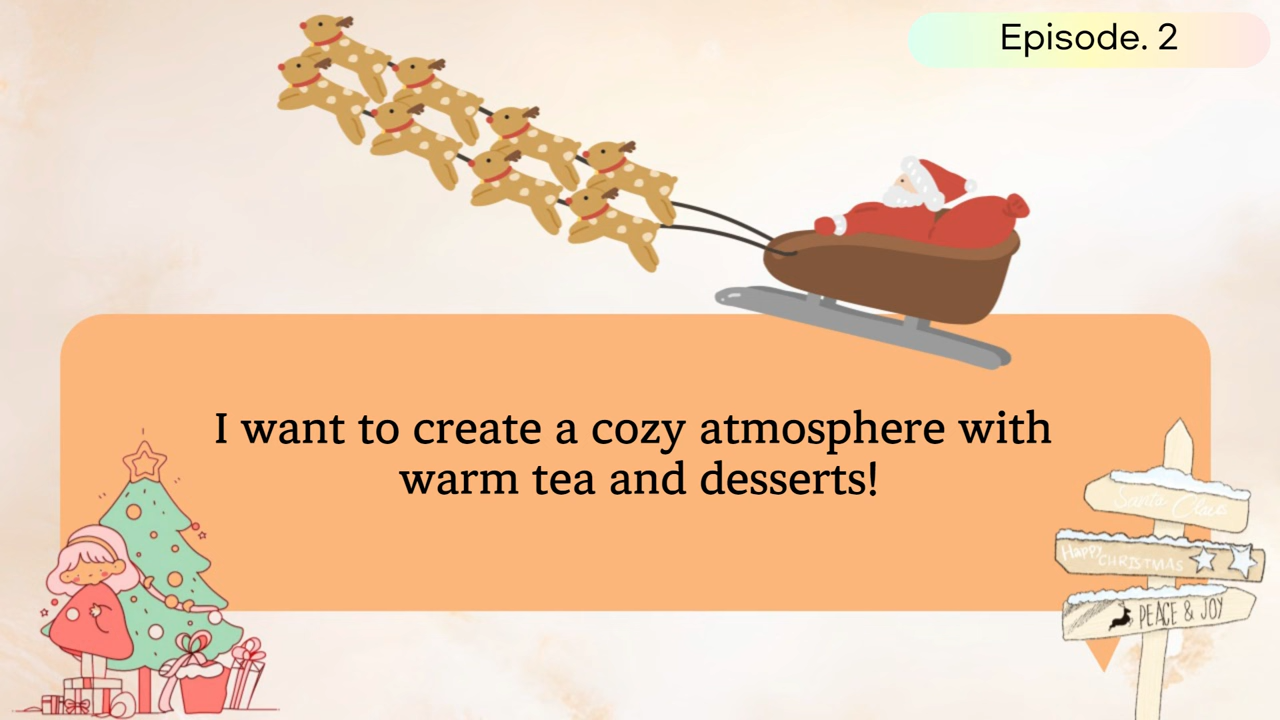 Episode. 2
I want to create a cozy atmosphere with
warm tea and desserts!
Santa Claus
Happy
CHRISTMAS
PEACE & JOY